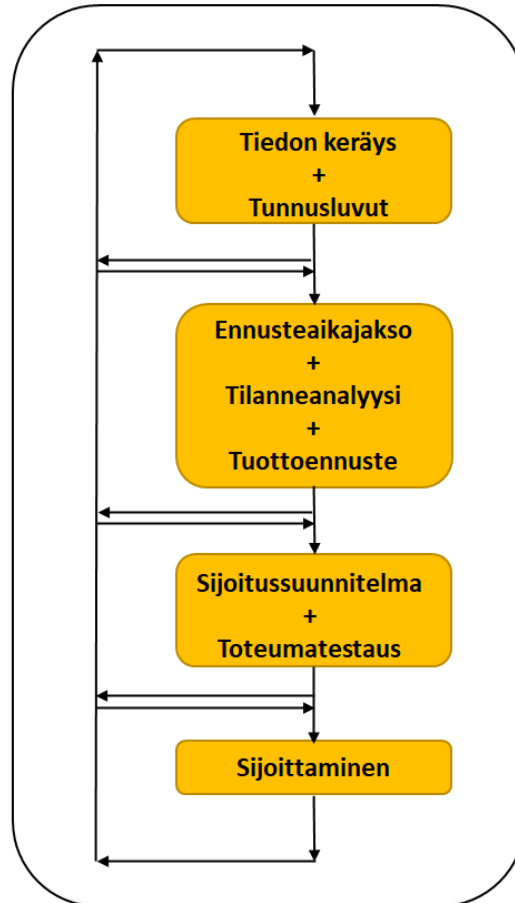 Tiedon keräys
+
Tunnusluvut
Ennusteaikajakso
+
Tilanneanalyysi
+
Tuottoennuste
Sijoitussuunnitelma
+
Toteumatestaus
Sijoittaminen